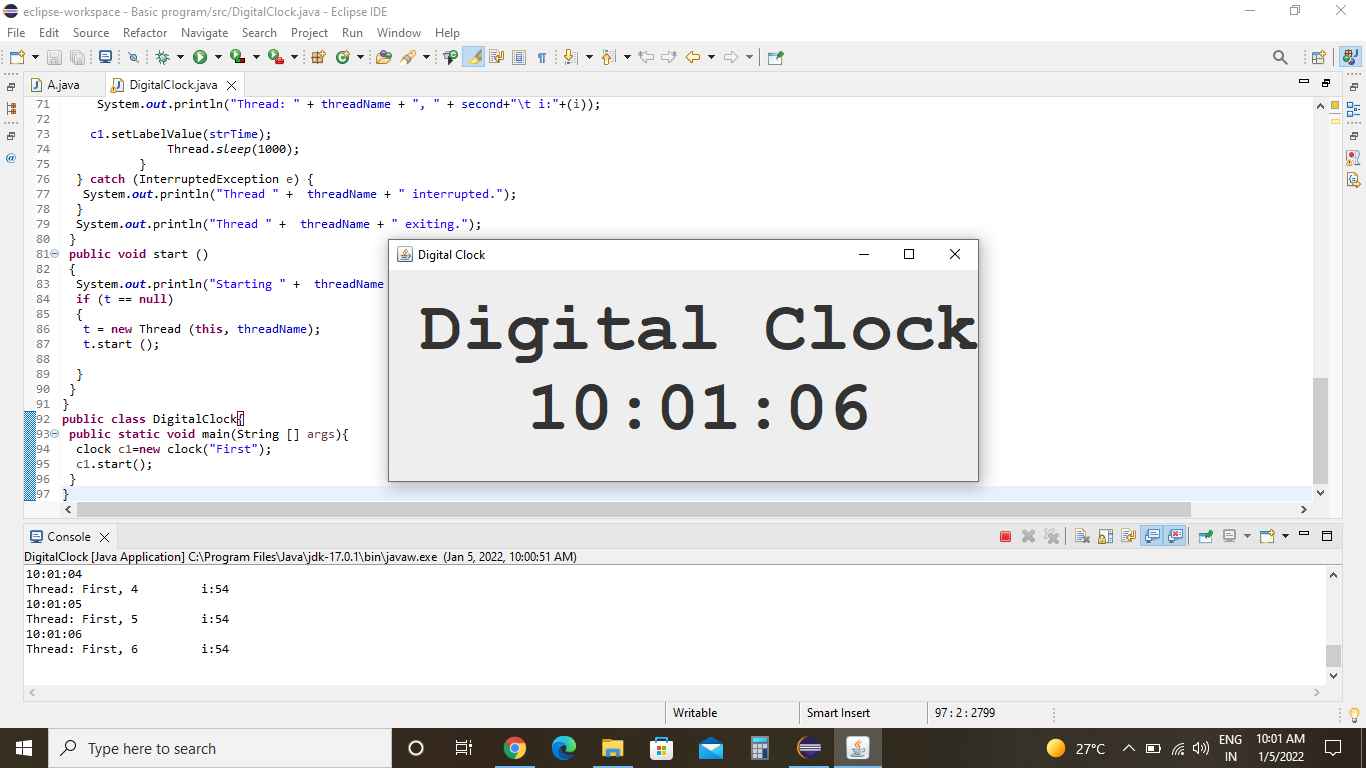 eclipse-workspace - Basic program/src/DigitalClock.java - Eclipse IDE
File Edit Source Refactor Navigate Search Project Run Window Help
A.java DigitalClock.java
71 System.out.println("Thread: " + threadName + ", " + second+"\t i:"+(i));
72
73 c1.setLabelValue(strTime);
74 Thread.sleep(1000);
75 }
76 } catch (InterruptedException e) {
77 System.out.println("Thread " + threadName + " interrupted.");
78 }
79 System.out.println("Thread " + threadName + " exiting.");
80 }
81 public void start ()
82 {
83 System.out.println("Starting " + threadName
84 if (t == null)
85 {
86 t = new Thread (this, threadName);
87 t.start ();
88
89 }
90 }
91 }
92 public class DigitalClock{
93 public static void main(String [] args){
94 clock c1=new clock("First");
95 c1.start();
96 }
97 }
Digital Clock
Digital Clock
10:01:06
Console
DigitalClock [Java Application] C:\Program Files\Java\jdk-17.0.1\bin\javaw.exe (Jan 5, 2022, 10:00:51 AM)
10:01:04
Thread: First, 4 i:54
10:01:05
Thread: First, 5 i:54
10:01:06
Thread: First, 6 i:54
Writable Smart Insert 97 : 2 : 2799
Type here to search
27°C
ENG
IN
10:01 AM
1/5/2022